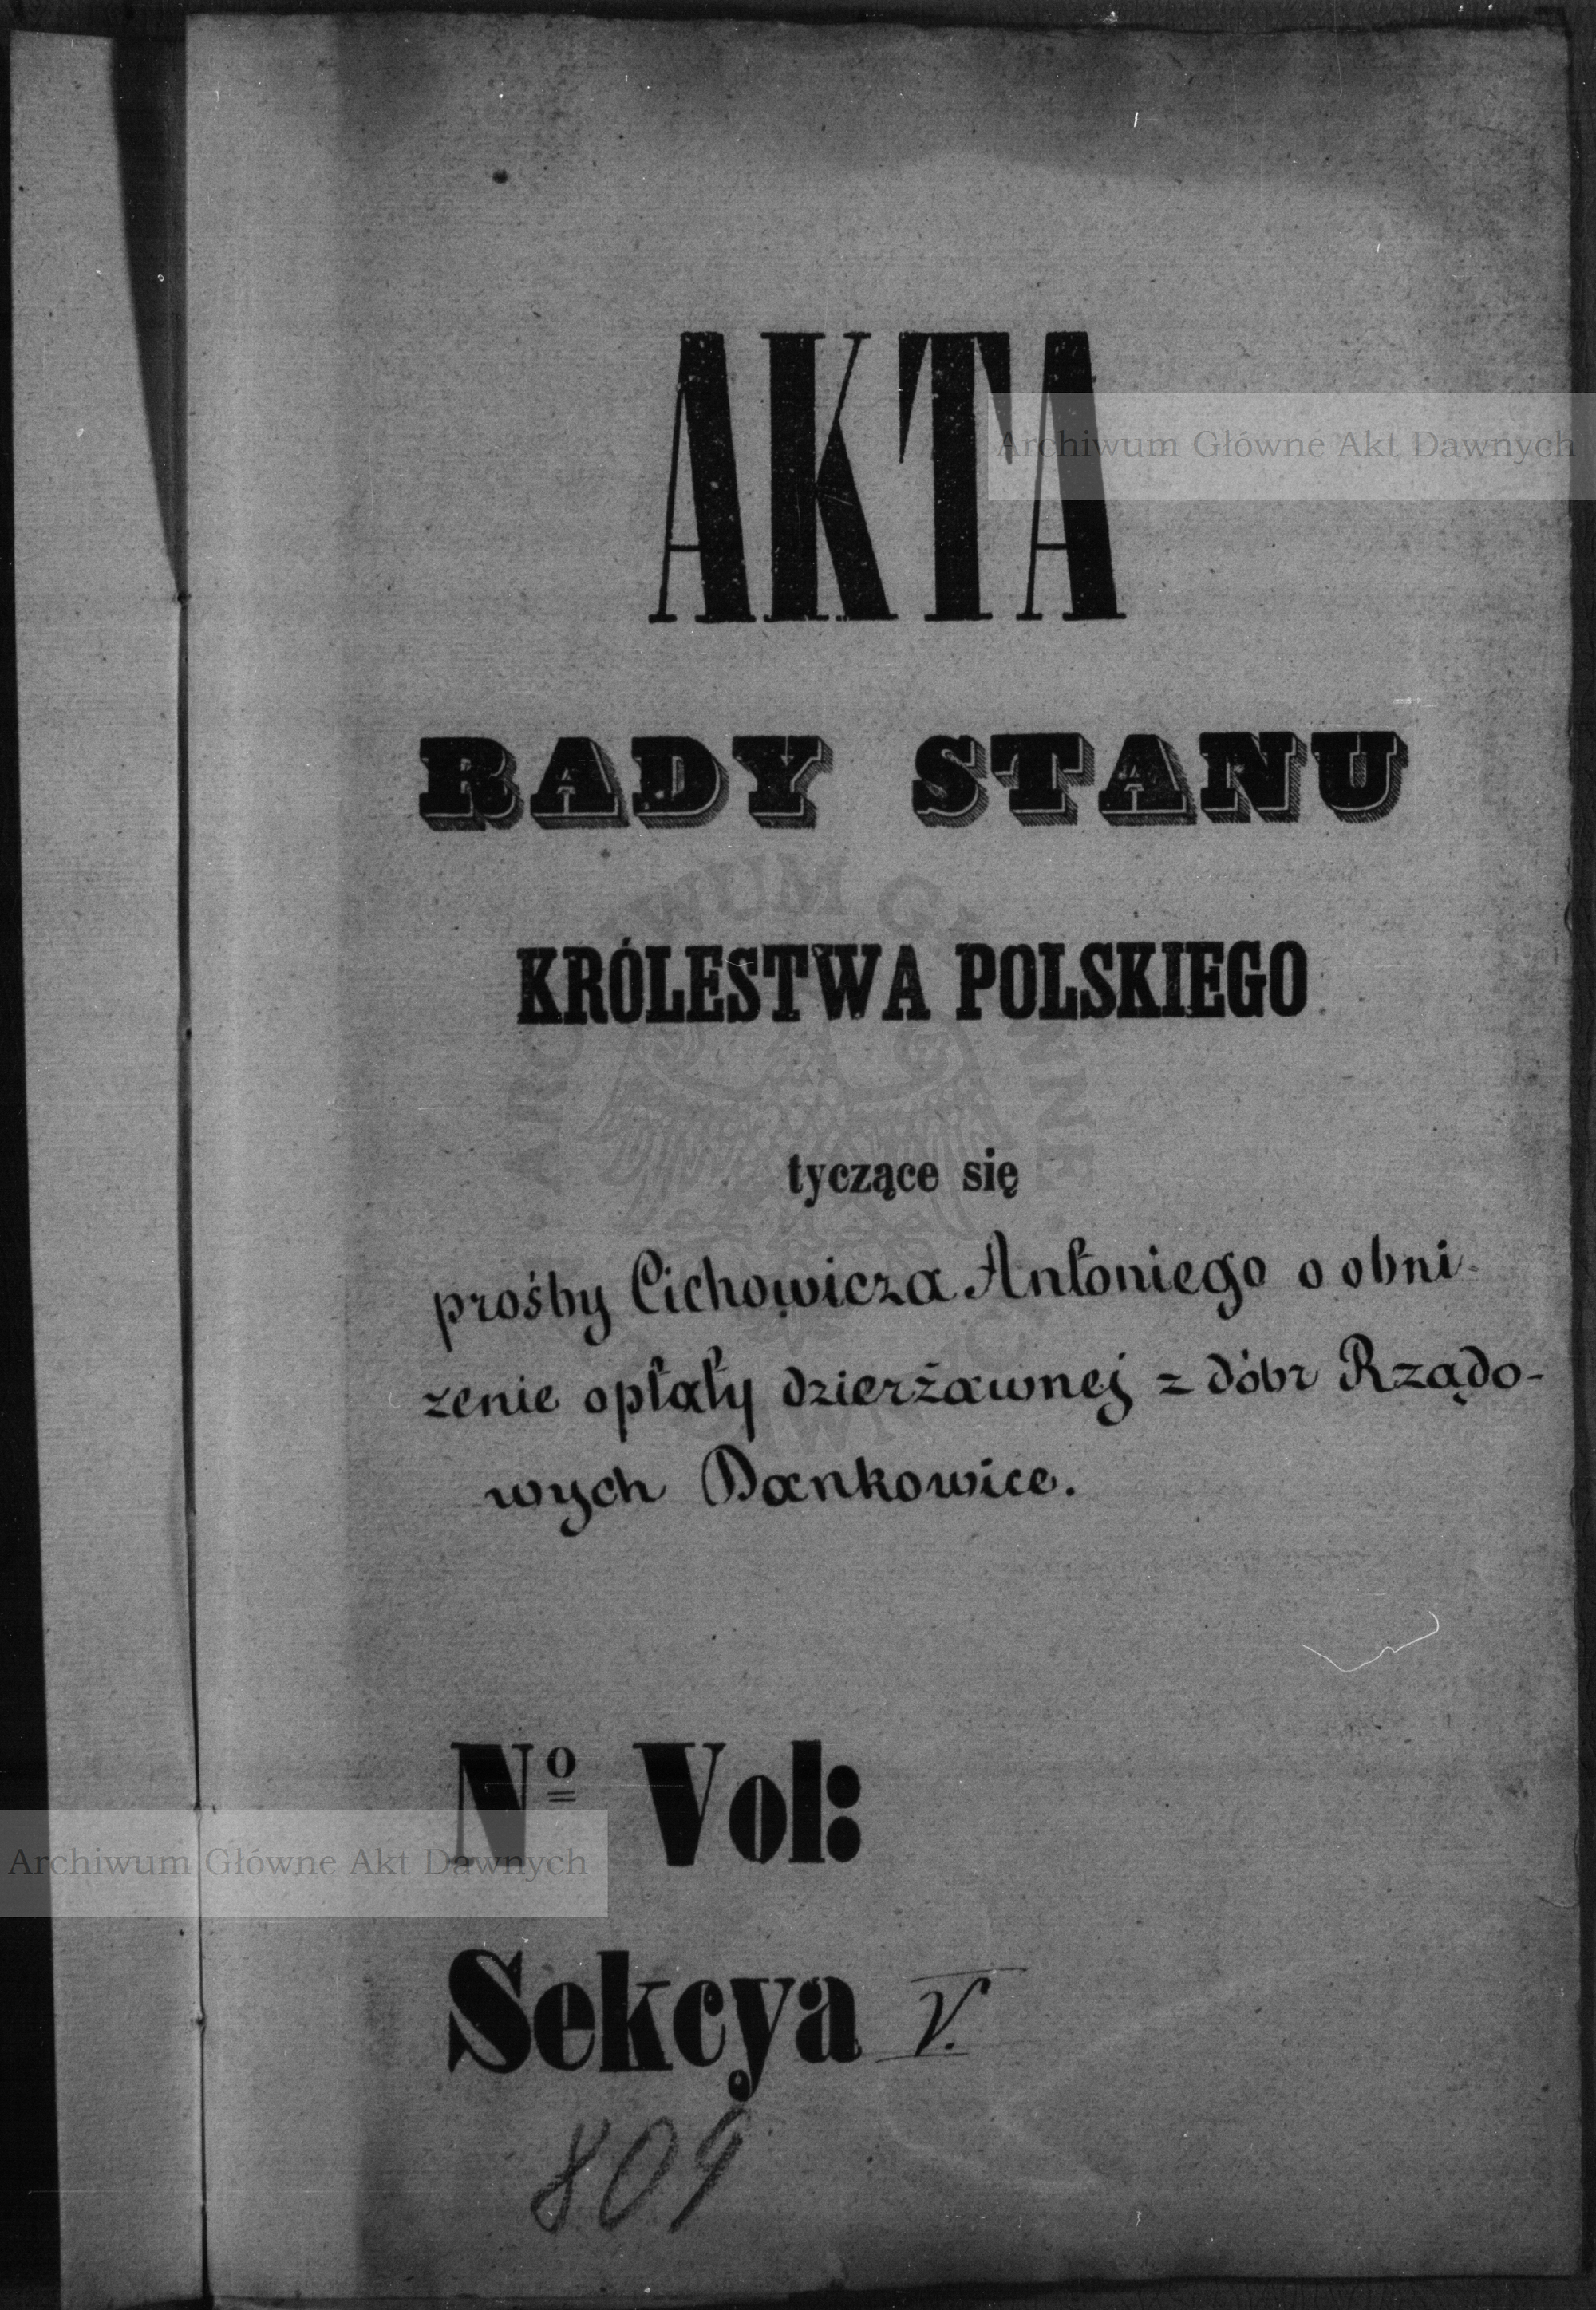 AKTA
Archiwum Główne Akt Dawnych
RADY STANU
KRÓLESTWA POLSKIEGO
tyczące się
prośby Cichowicza Antoniego o obni-
zenie opłaty dzierżawnej z dóbr Rządo-
wych Dankowice.
Nº Vol:
Archiwum Główne Akt Dawnych
Sekcya V.
809